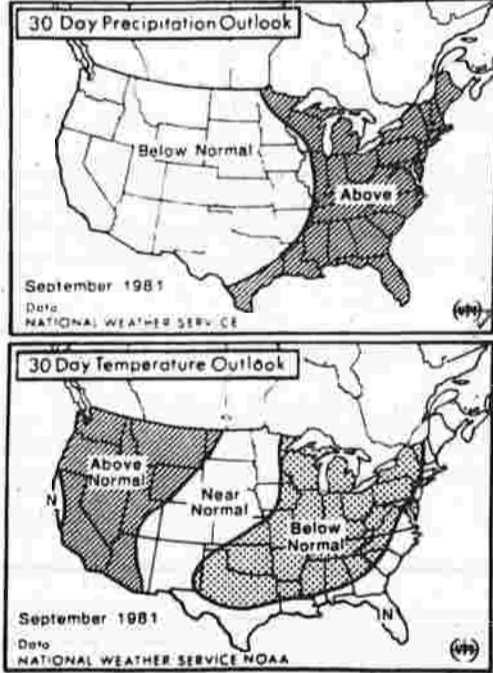 30 Day Precipitation Outlook
Below Normal
Above
September 1981
Data
NATIONAL WEATHER SERVICE
30 Day Temperature Outlook
Above
Normal
Near
Normal
Below
Normal
N
N
September 1981
Data
NATIONAL WEATHER SERVICE NOAA